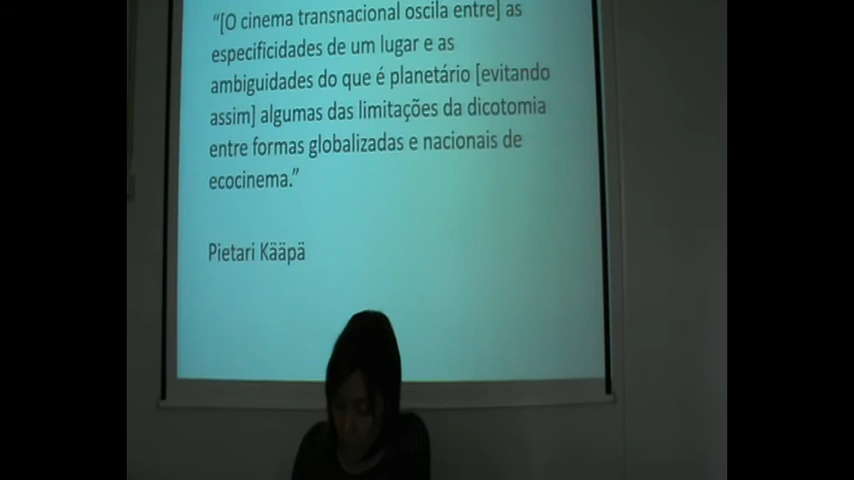 “[O cinema transnacional oscila entre] as
especificidades de um lugar e as
ambiguidades do que é planetário [evitando
assim] algumas das limitações da dicotomia
entre formas globalizadas e nacionais de
ecocinema.”
Pietari Kääpä